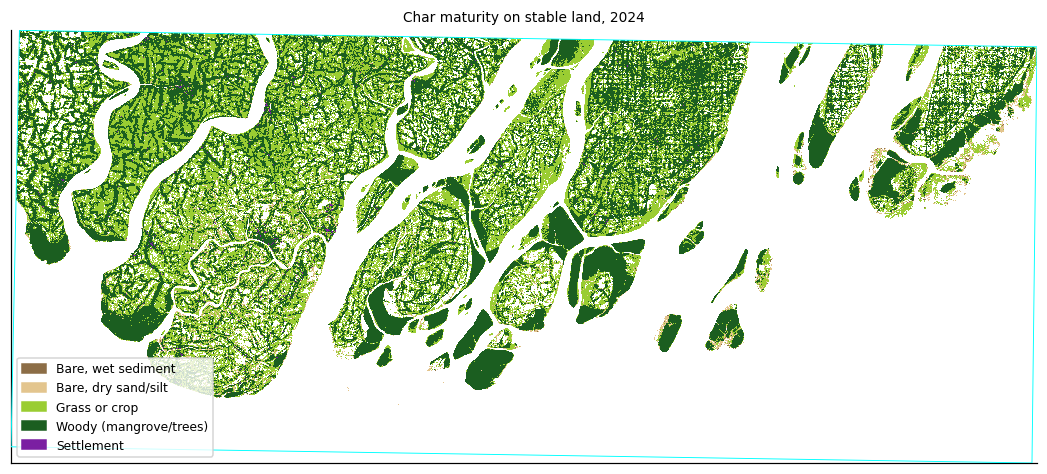 Char maturity on stable land, 2024
Bare, wet sediment
Bare, dry sand/silt
Grass or crop
Woody (mangrove/trees)
Settlement